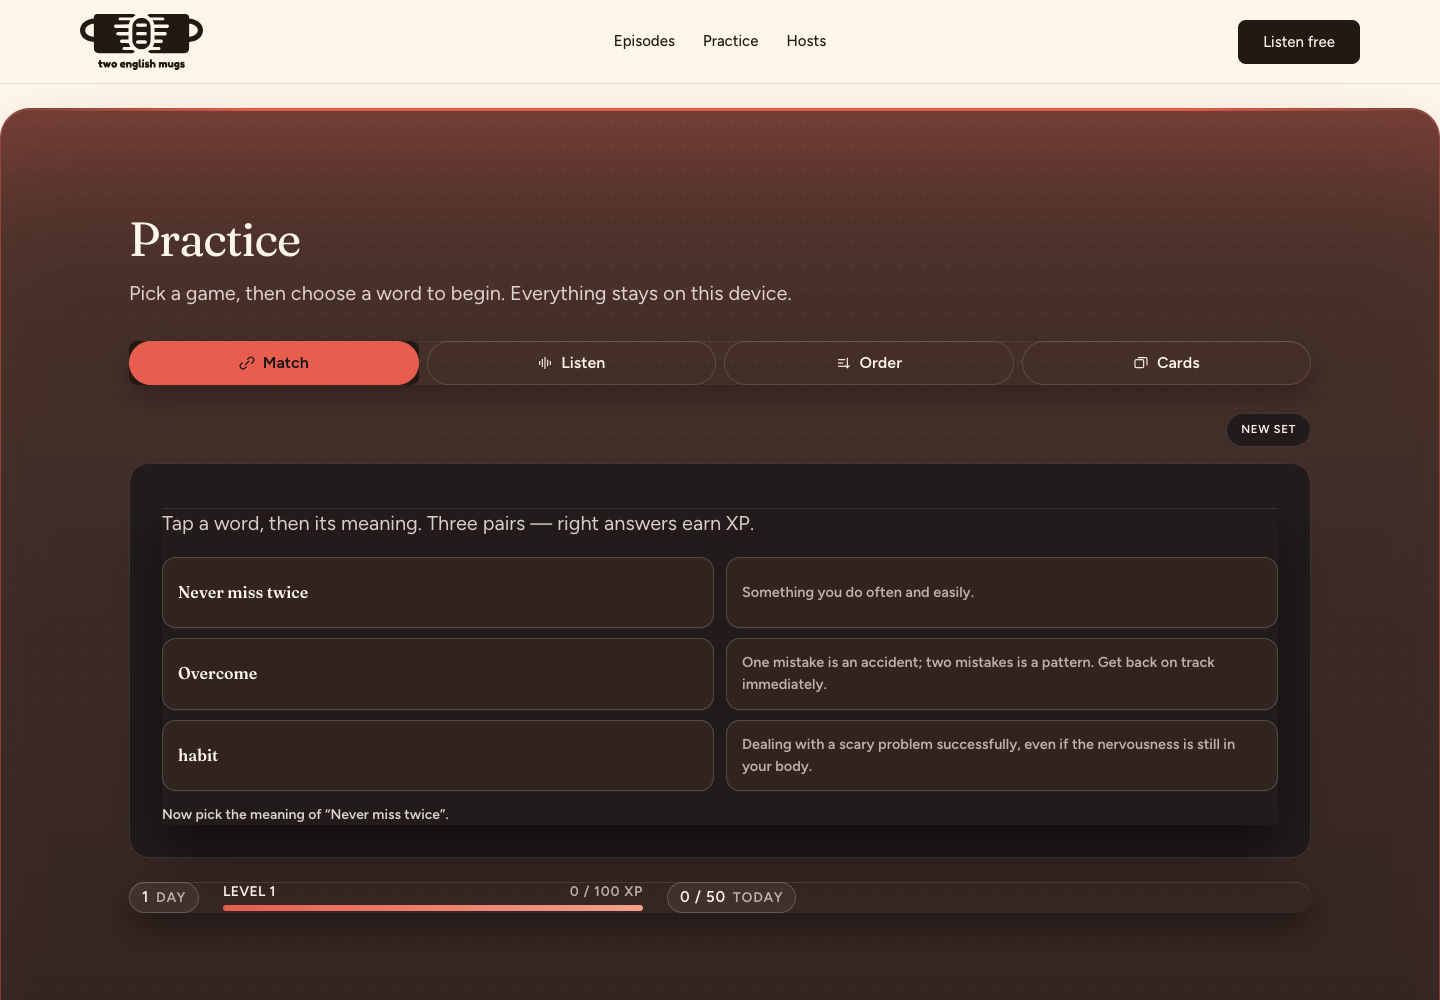 two english mugs
Episodes
Practice
Hosts
Listen free
Practice
Pick a game, then choose a word to begin. Everything stays on this device.
Match
Listen
Order
Cards
NEW SET
Tap a word, then its meaning. Three pairs — right answers earn XP.
Never miss twice
Something you do often and easily.
Overcome
One mistake is an accident; two mistakes is a pattern. Get back on track
immediately.
habit
Dealing with a scary problem successfully, even if the nervousness is still in
your body.
Now pick the meaning of “Never miss twice”.
1 DAY
LEVEL 1
0 / 100 XP
0 / 50 TODAY